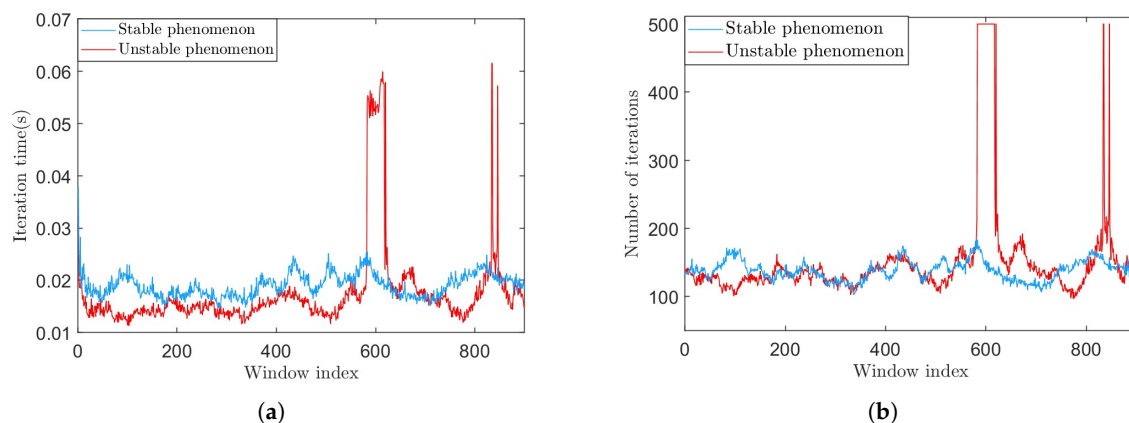 0.07
0.06
0.05
0.04
0.03
0.02
0.01
Iteration time(s)
Stable phenomenon
Unstable phenomenon
0 200 400 600 800
Window index
(a)
500
400
300
200
100
Number of iterations
Stable phenomenon
Unstable phenomenon
0 200 400 600 800
Window index
(b)